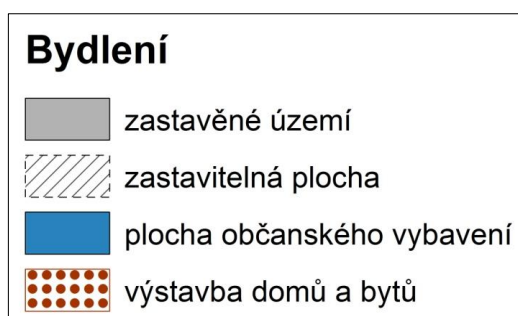 Bydlení
zastavěné území
zastavitelná plocha
plocha občanského vybavení
výstavba domů a bytů